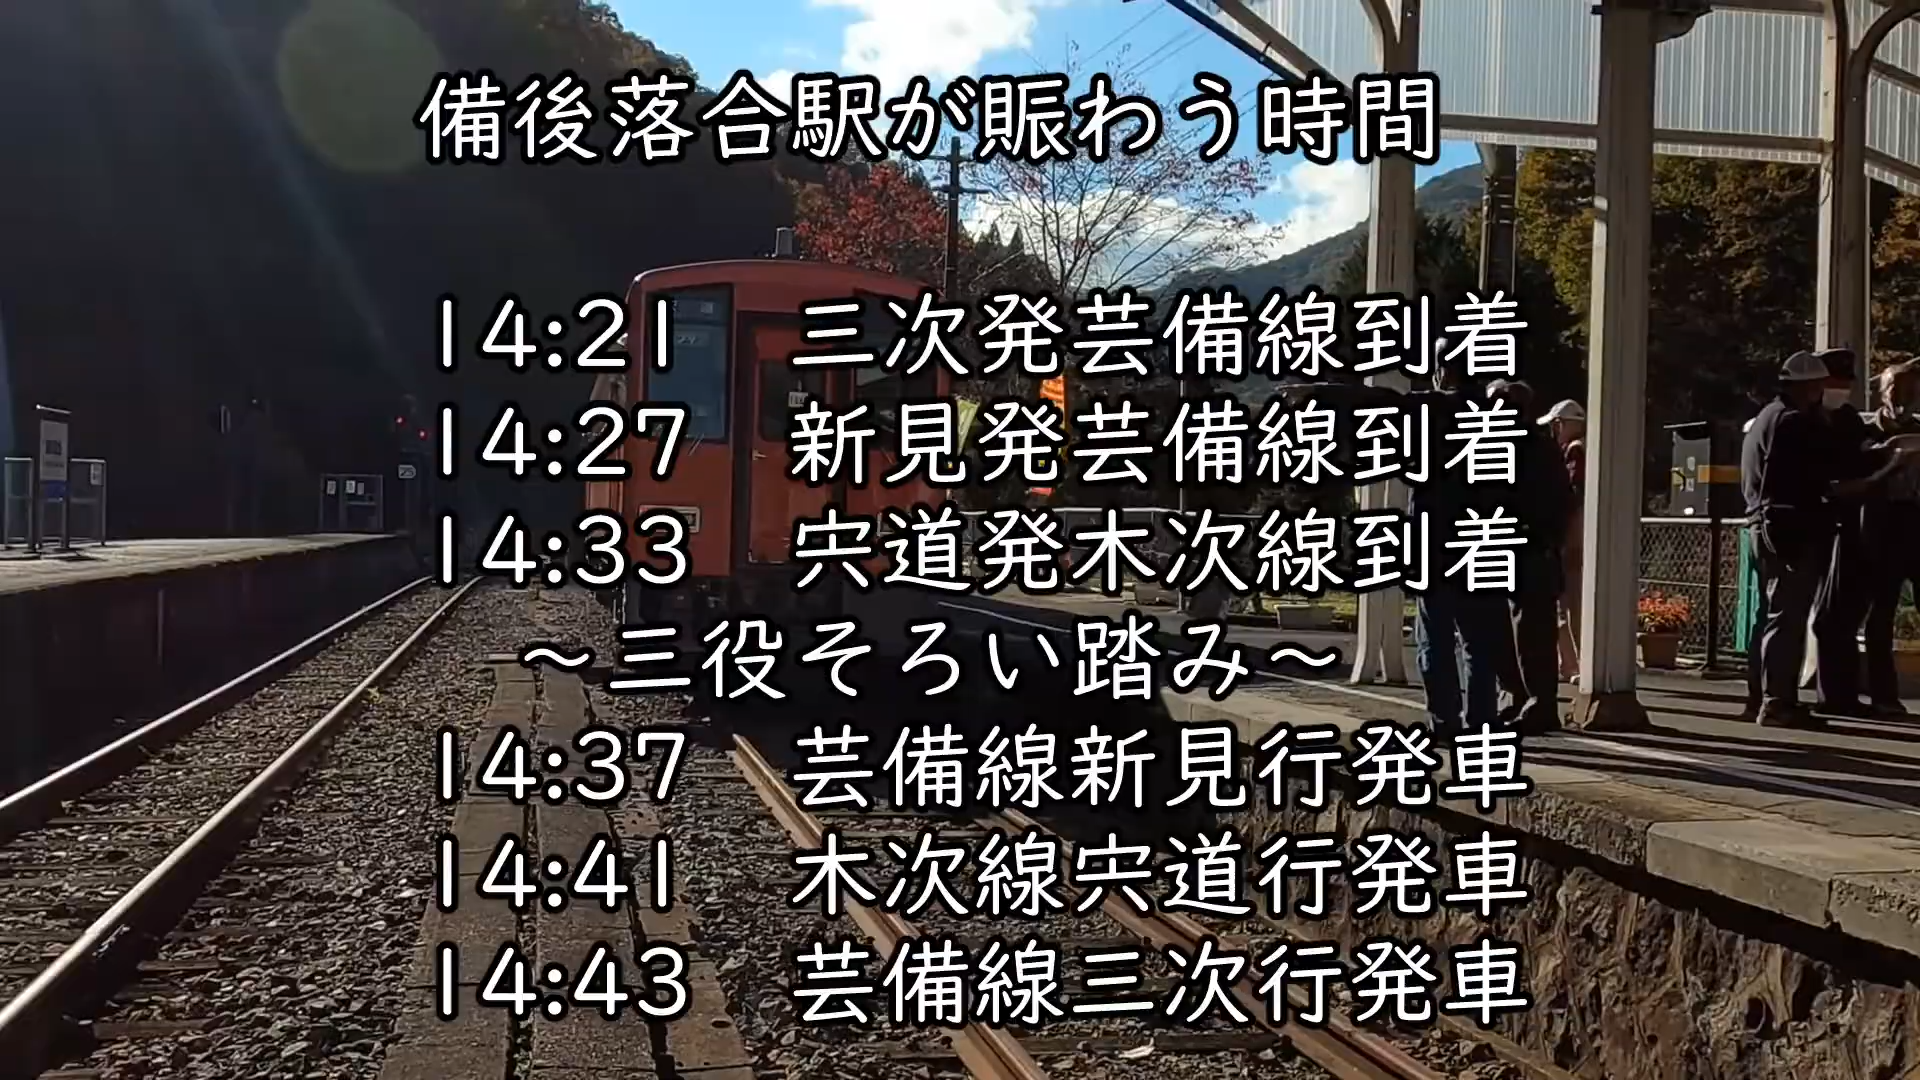 備後落合駅が賑わう時間
14:21 三次発芸備線到着
14:27 新見発芸備線到着
14:33 宍道発木次線到着
～三役そろい踏み～
14:37 芸備線新見行発車
14:41 木次線宍道行発車
14:43 芸備線三次行発車